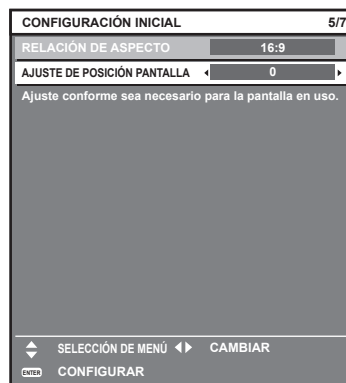 CONFIGURACIÓN INICIAL 5/7
RELACIÓN DE ASPECTO 16:9
AJUSTE DE POSICIÓN PANTALLA 0
Ajuste conforme sea necesario para la pantalla en uso.
SELECCIÓN DE MENÚ CAMBIAR
ENTER CONFIGURAR